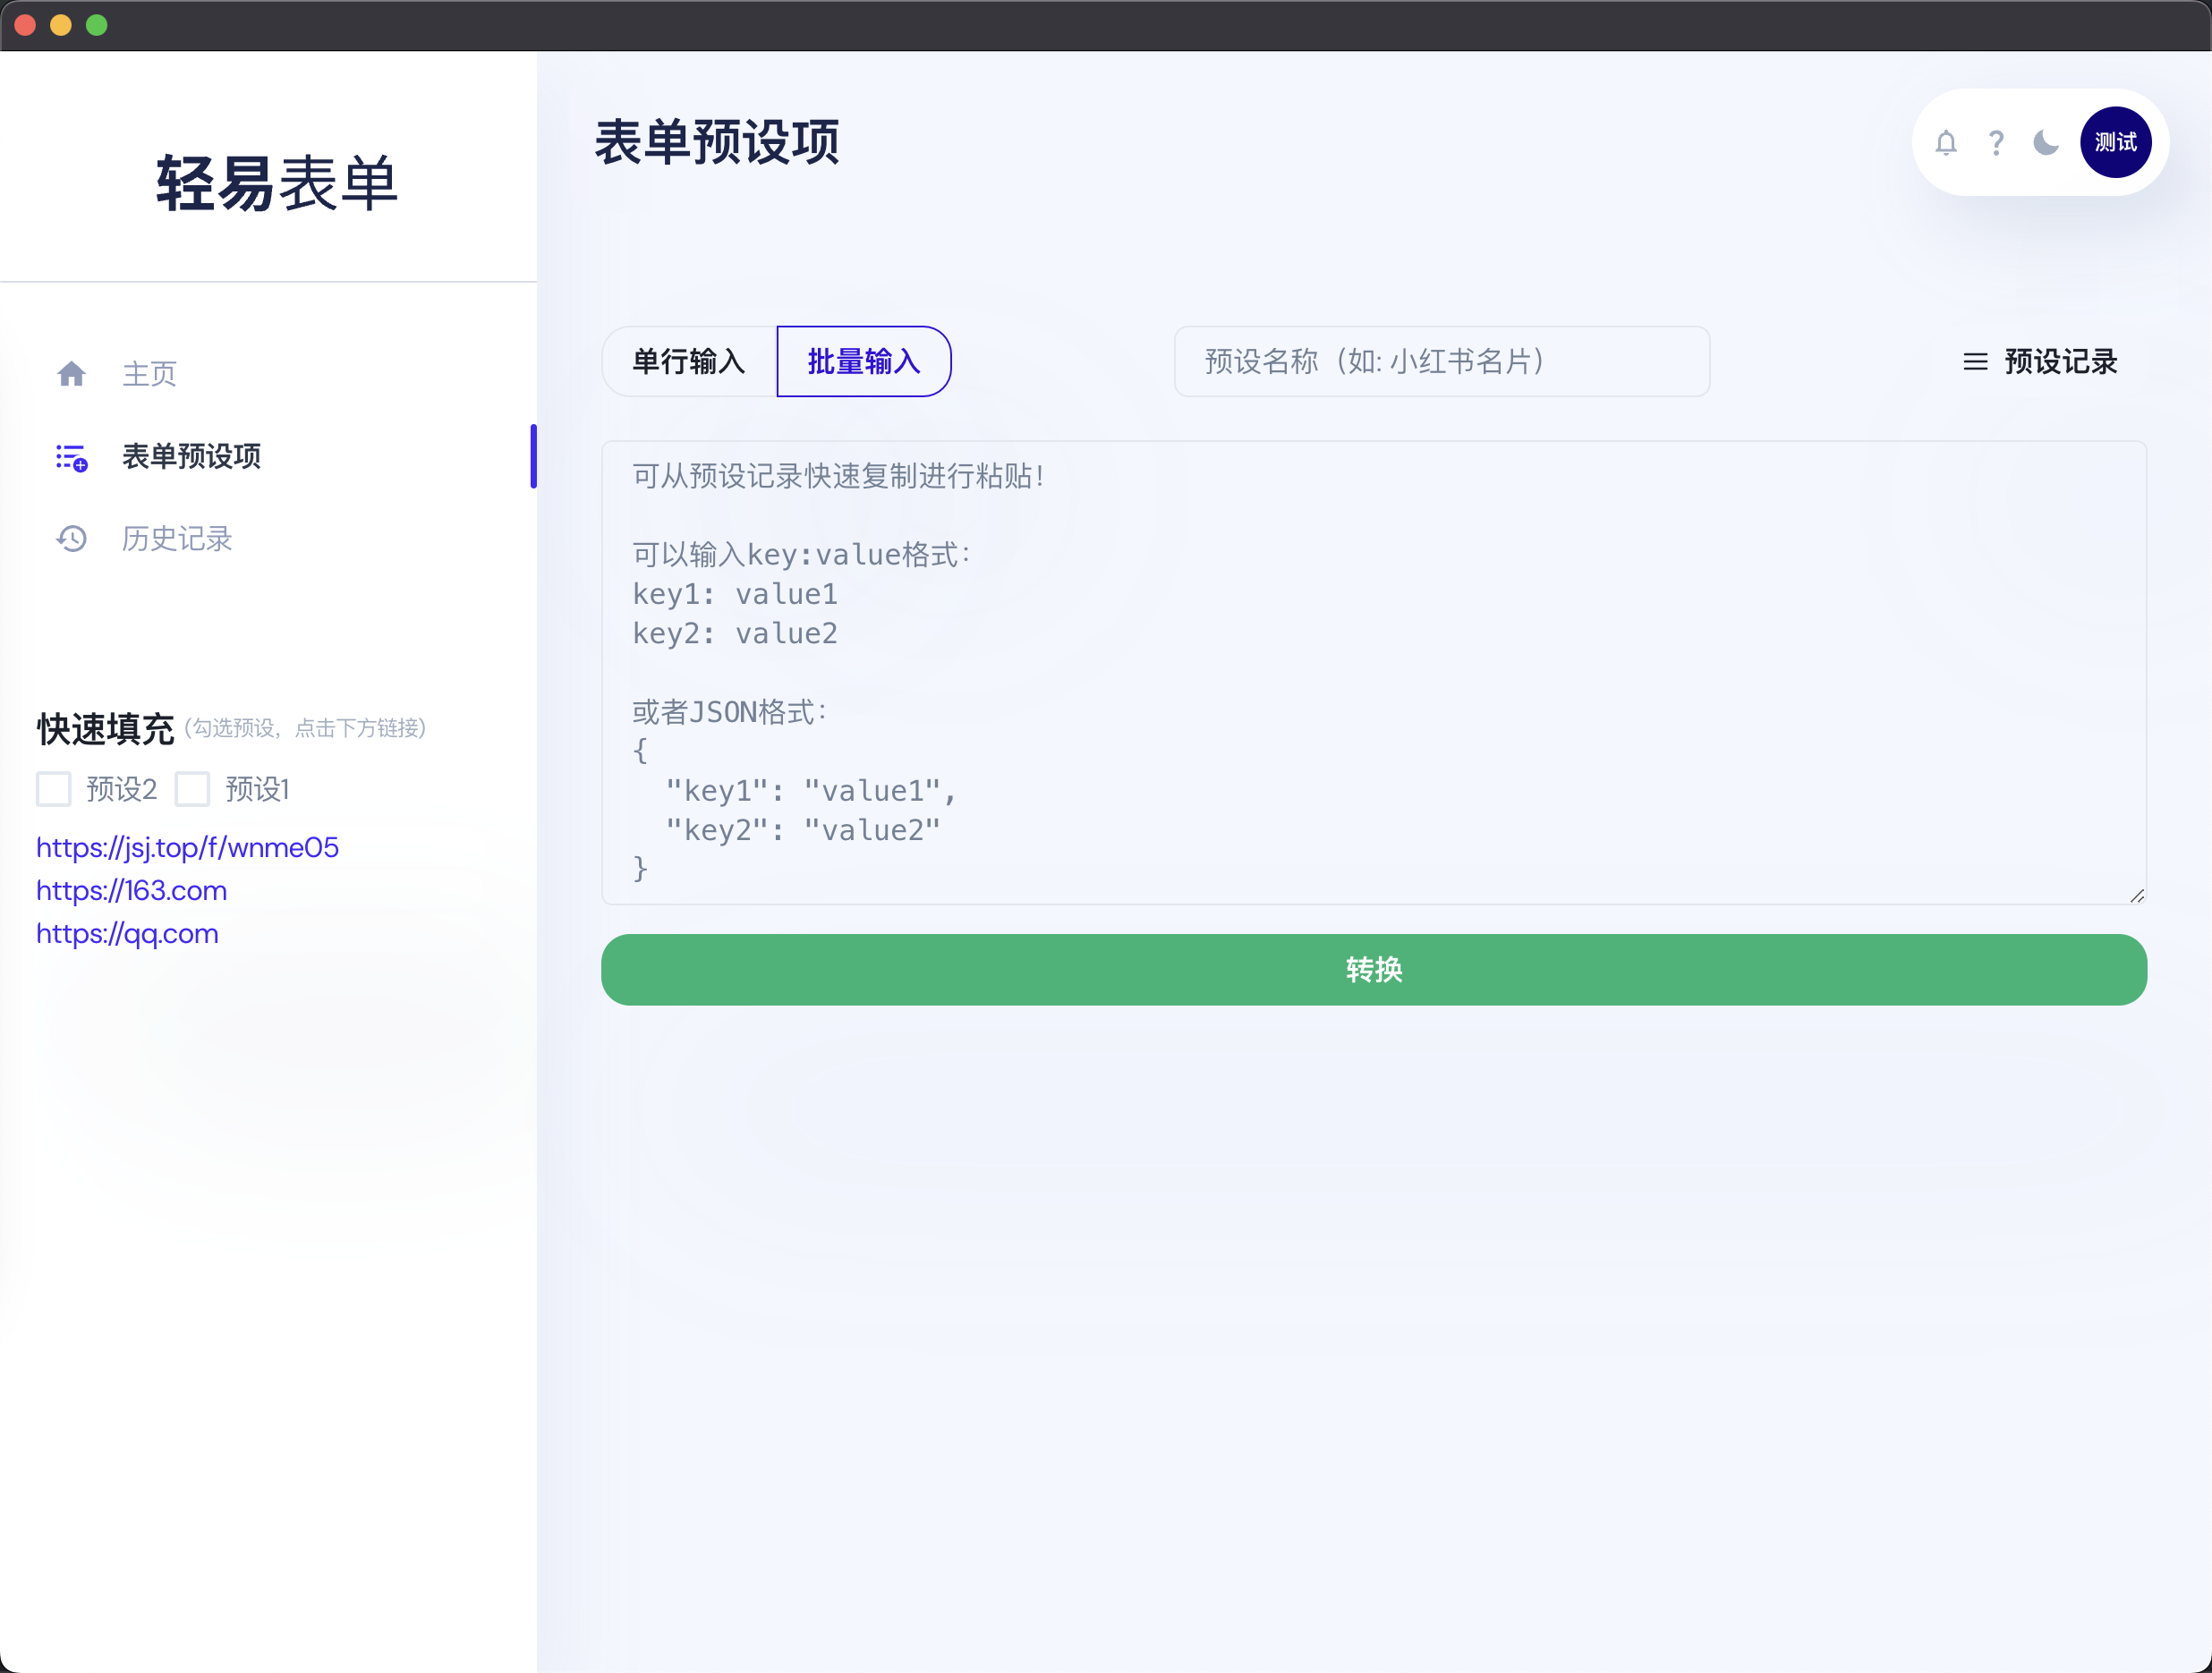 轻易表单
主页
表单预设项
历史记录
快速填充 (勾选预设，点击下方链接)
预设2 预设1
https://jsj.top/f/wnme05
https://163.com
https://qq.com
表单预设项
测试
单行输入 批量输入
预设名称（如: 小红书名片）
预设记录
可从预设记录快速复制进行粘贴！
可以输入key:value格式：
key1: value1
key2: value2
或者JSON格式：
{
  "key1": "value1",
  "key2": "value2"
}
转换